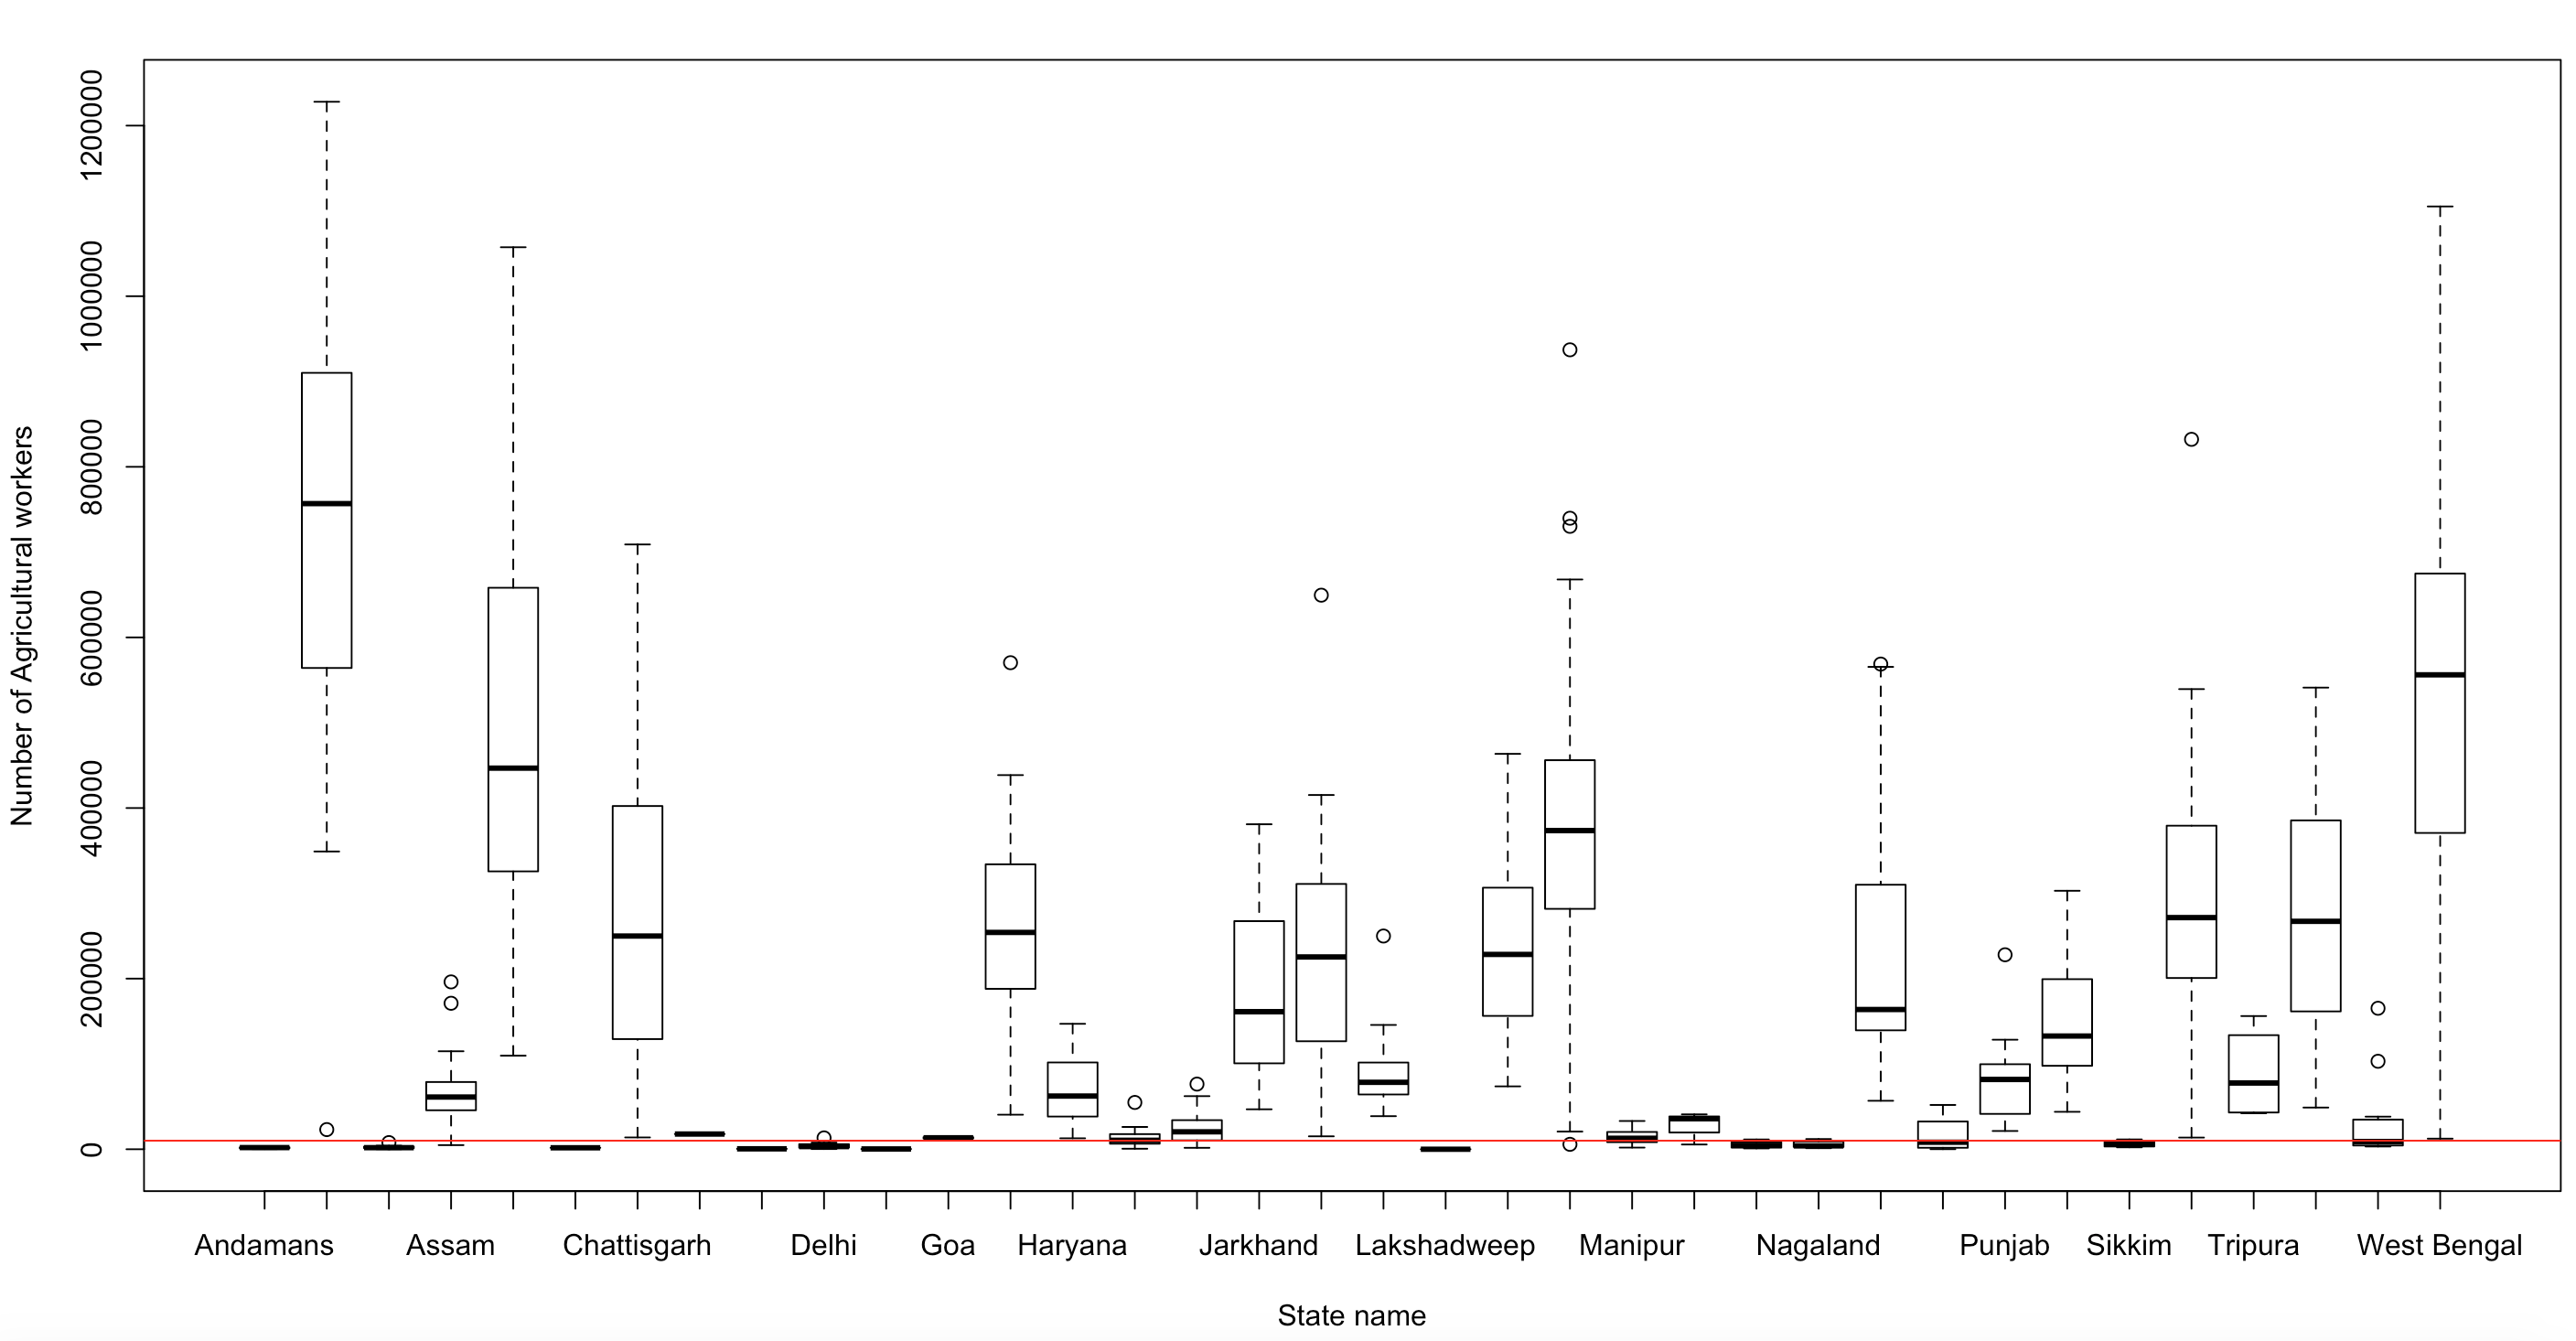 Number of Agricultural workers
1200000
1000000
800000
600000
400000
200000
0
Andamans Assam Chattisgarh Delhi Goa Haryana Jarkhand Lakshadweep Manipur Nagaland Punjab Sikkim Tripura West Bengal
State name